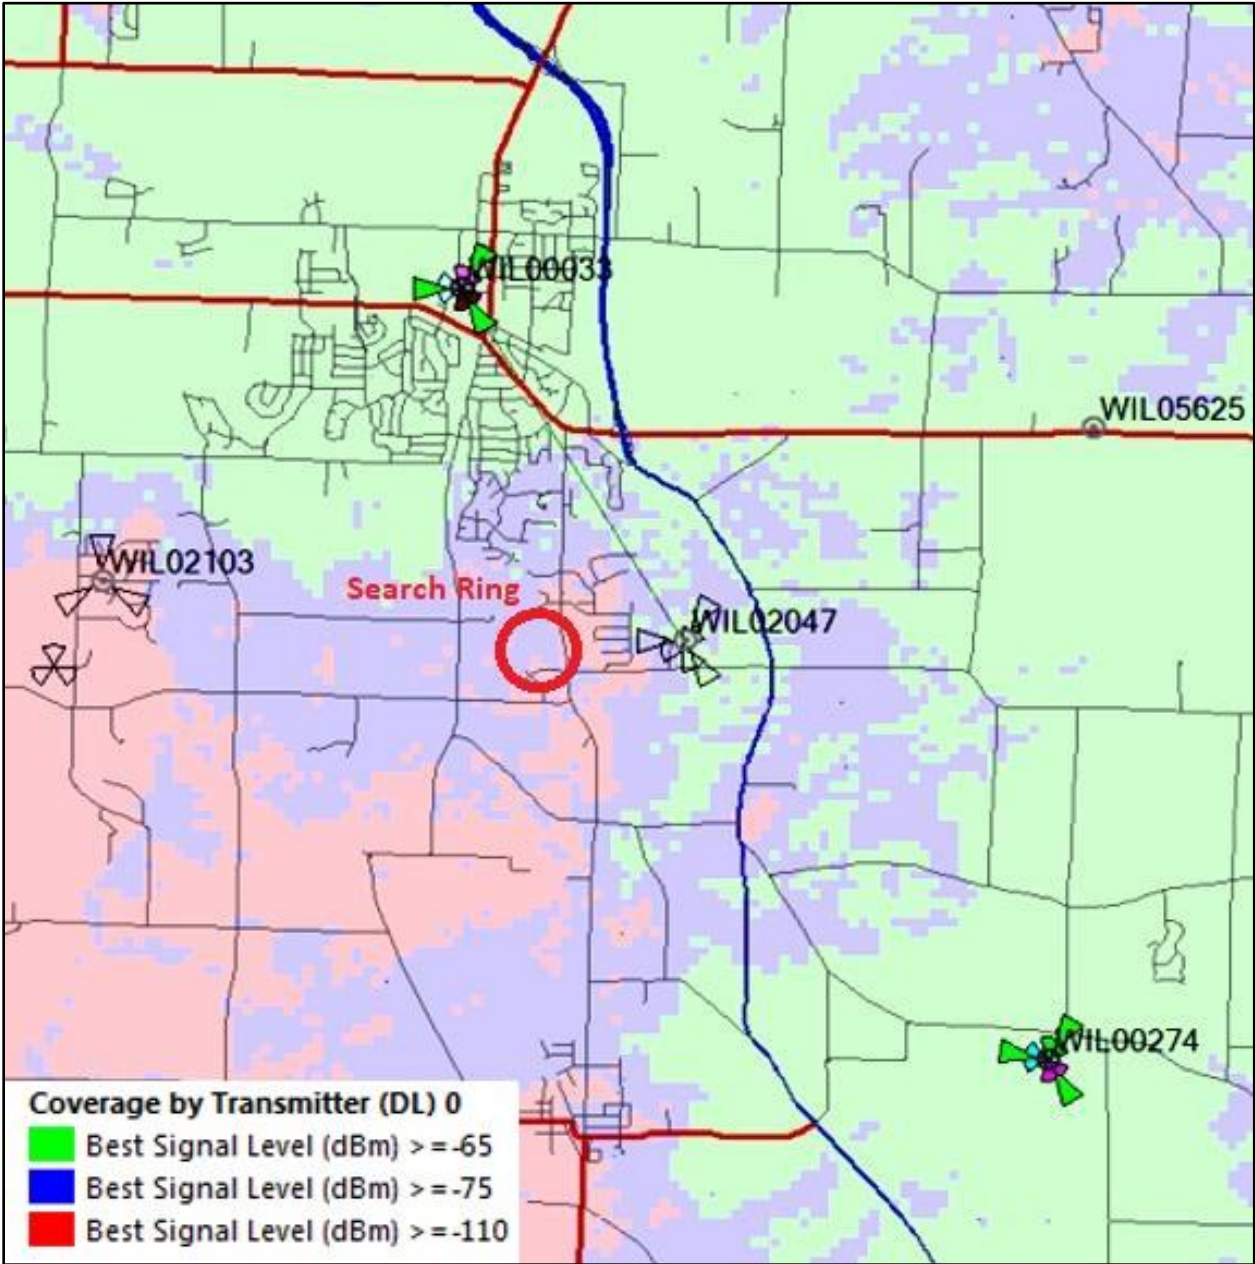 WIL00033
WIL05625
WIL02103
Search Ring
WIL02047
WIL00274
Coverage by Transmitter (DL) 0
Best Signal Level (dBm) >=-65
Best Signal Level (dBm) >=-75
Best Signal Level (dBm) >=-110